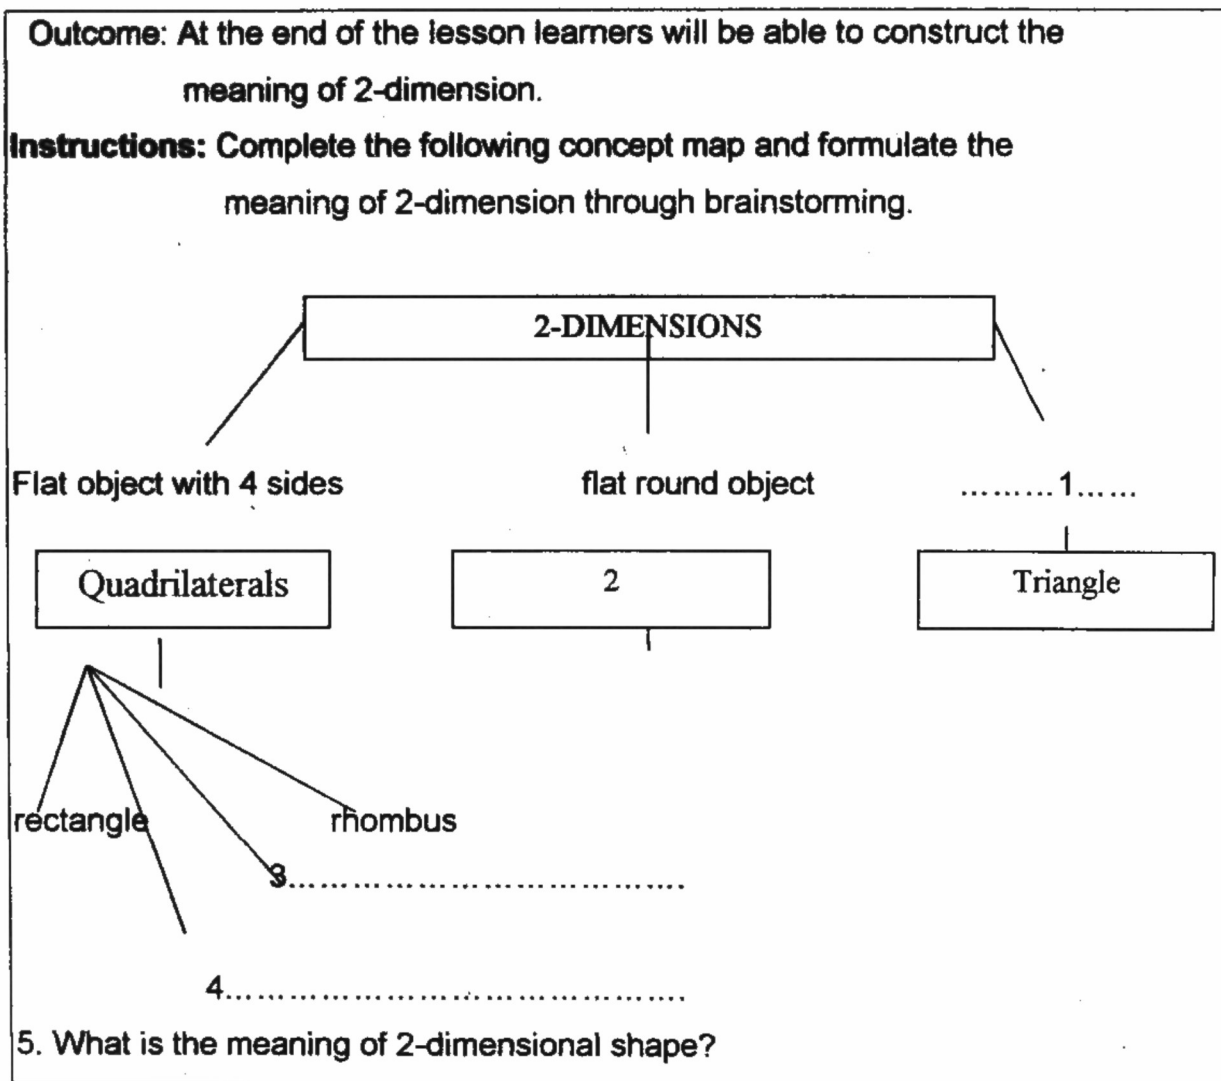 Outcome: At the end of the lesson learners will be able to construct the
meaning of 2-dimension.
Instructions: Complete the following concept map and formulate the
meaning of 2-dimension through brainstorming.
2-DIMENSIONS
Flat object with 4 sides
flat round object
.........1......
Quadrilaterals
2
Triangle
rectangle
rhombus
3.......................................
4.............................................
5. What is the meaning of 2-dimensional shape?